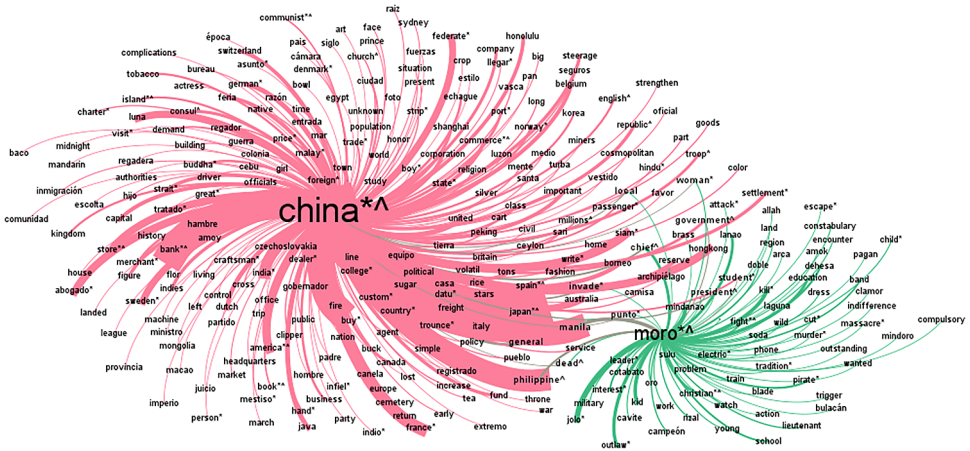 raiz
communist*^
art
face
sydney
época
pais
siglo
prince
federate*
honolulu
switzerland
cámara
church^
fuerzas
company
complications
bureau
asunto*
denmark*
crop
llegar*
big
steerage
tobacco
actress
german*
razón
bowl
ciudad
situation
estilo
vasca
pan
seguros
island*^
feria
egypt
foto
present
echague
belgium
strengthen
charter*
luna
consul^
native
time
unknown
strip*
port*
long
english^
visit*
demand
regador
entrada
population
shanghai
norway*
korea
republic^
oficial
midnight
building
guerra
price*
mar
trade*
honor
commerce*^
miners
goods
baco
regadera
colonia
malay^
world
corporation
luzon
medio
cosmopolitan
part
mandarin
buddha*
cebu
girl
town
boy*
religion
mente
turba
hindu*
troop*^
authorities
driver
foreign^
study
state*
santa
vestido
color
inmigración
strait*
officials
silver
important
local
woman*
hijo
great*
favor
settlement*
escolta
class
passenger*
attack*
comunidad
capital
tratado*
china*^
united
cart
millions*
government^
allah
escape*
kingdom
hambre
peking
civil
sari
siam*
brass
lanao
land
constabulary
store*^
history
amoy
czechoslovakia
tierra
ceylon
home
chief^
hongkong
region
encounter
child*
merchant*
bank*^
line
equipo
britain
write*
reserve
arca
amok
house
figure
craftsman*
dealer*
volatil
fashion
borneo
archipiélago
doble
dehesa
pagan
abogado*
flor
living
india*
college*
political
tons
spain*^
invade*
student*
education
band
sweden*
indies
cross
gobernador
sugar
casa
rice
camisa
president^
kill*
dress
clamor
landed
control
office
custom*
datu*
stars
australia
mindanao
laguna
indifference
left
dutch
trip
fire
country*
freight
japan*^
punto*
fight*^
wild
cut*
compulsory
league
machine
partido
public
buy*
trounce*
italy
manila
moro*^
soda
murder*
massacre*
mindoro
ministro
clipper
nation
agent
policy
general
electric*
phone
outstanding
mongolia
america*^
buck
simple
pueblo
service
leader*
sulu
tradition*
wanted
provincia
macao
headquarters
padre
canada
registrado
dead^
cotabato
problem
train
pirate*
market
hombre
canela
lost
philippine^
interest*
oro
christian*^
blade
trigger
juicio
book*^
infiel*
europe
increase
fund
military
kid
watch
bulacán
imperio
mestizo*
business
cemetery
tea
throne
jolo*
work
rizal
action
person*
hand*
party
return
early
war
cavite
young
lieutenant
march
java
indio*
france*
extremo
campeón
school
outlaw*